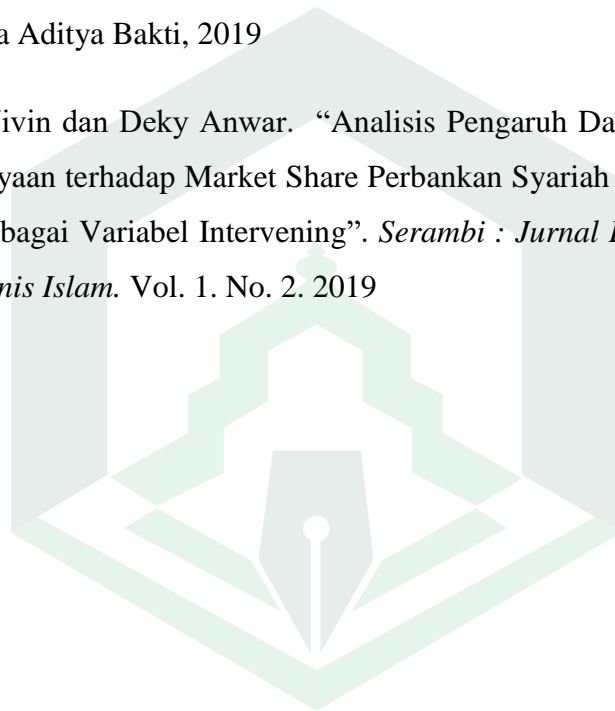 a Aditya Bakti, 2019
ivin dan Deky Anwar. “Analisis Pengaruh Da
yaan terhadap Market Share Perbankan Syariah
bagai Variabel Intervening”. Serambi : Jurnal
nis Islam. Vol. 1. No. 2. 2019